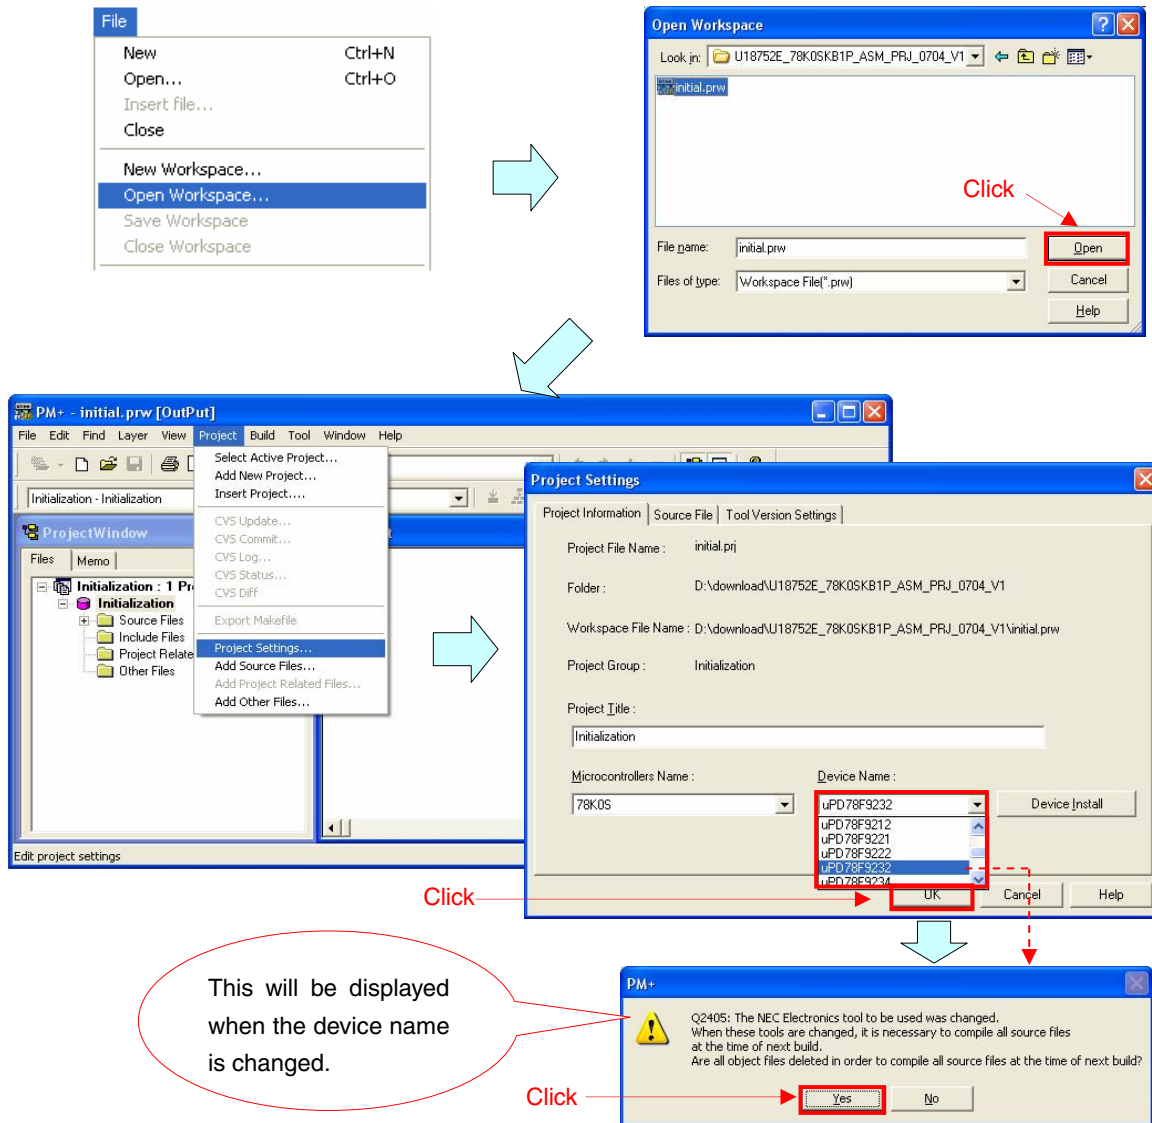 File
New Ctrl+N
Open... Ctrl+O
Insert file...
Close
New Workspace...
Open Workspace...
Save Workspace
Close Workspace
Open Workspace
Look in: U18752E_78K0SKB1P_ASM_PRJ_0704_V1
initial.prw
Click
File name: initial.prw Open
Files of type: Workspace File(*.prw) Cancel
Help
PM+ - initial.prw [OutPut]
File Edit Find Layer View Project Build Tool Window Help
Select Active Project...
Add New Project...
Insert Project....
CVS Update...
CVS Commit...
CVS Log...
CVS Status...
CVS Diff
Export Makefile
Project Settings...
Add Source Files...
Add Project Related Files...
Add Other Files...
Initialization - Initialization
ProjectWindow
Files Memo
Initialization : 1 Pr
Initialization
Source Files
Include Files
Project Relate
Other Files
Edit project settings
Project Settings
Project Information Source File Tool Version Settings
Project File Name : initial.prj
Folder : D:\download\U18752E_78K0SKB1P_ASM_PRJ_0704_V1
Workspace File Name : D:\download\U18752E_78K0SKB1P_ASM_PRJ_0704_V1\initial.prw
Project Group : Initialization
Project Title :
Initialization
Microcontrollers Name : Device Name :
78K0S uPD78F9232 Device Install
uPD78F9212
uPD78F9221
uPD78F9222
uPD78F9232
uPD78F9234
Click
OK Cancel Help
This will be displayed
when the device name
is changed.
PM+
Q2405: The NEC Electronics tool to be used was changed.
When these tools are changed, it is necessary to compile all source files
at the time of next build.
Are all object files deleted in order to compile all source files at the time of next build?
Click
Yes No